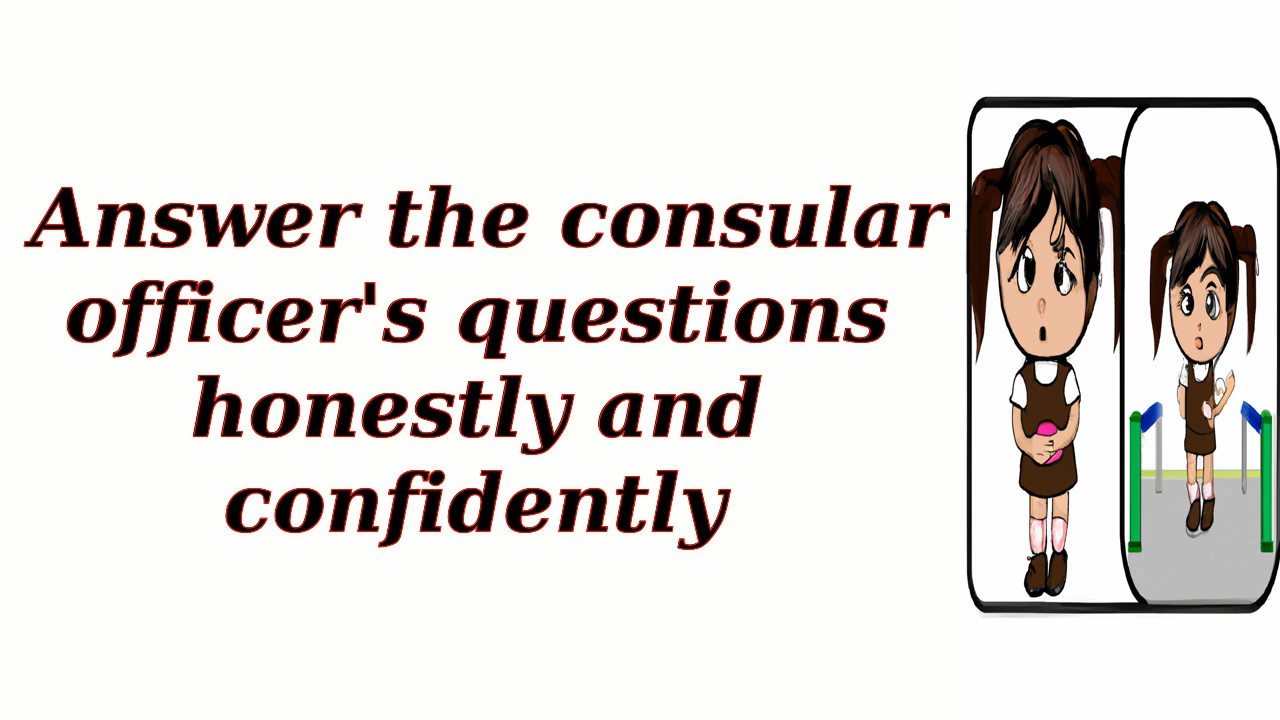 Answer the consular
officer's questions
honestly and
confidently